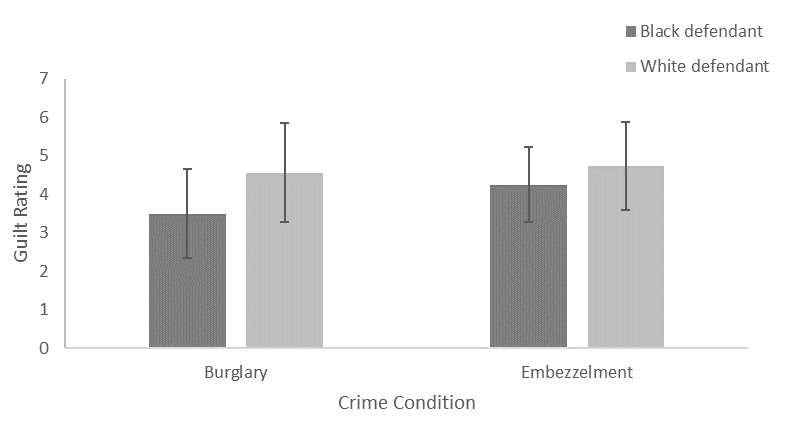 Black defendant
White defendant
7
6
5
4
3
2
1
0
Guilt Rating
Burglary
Embezzelment
Crime Condition